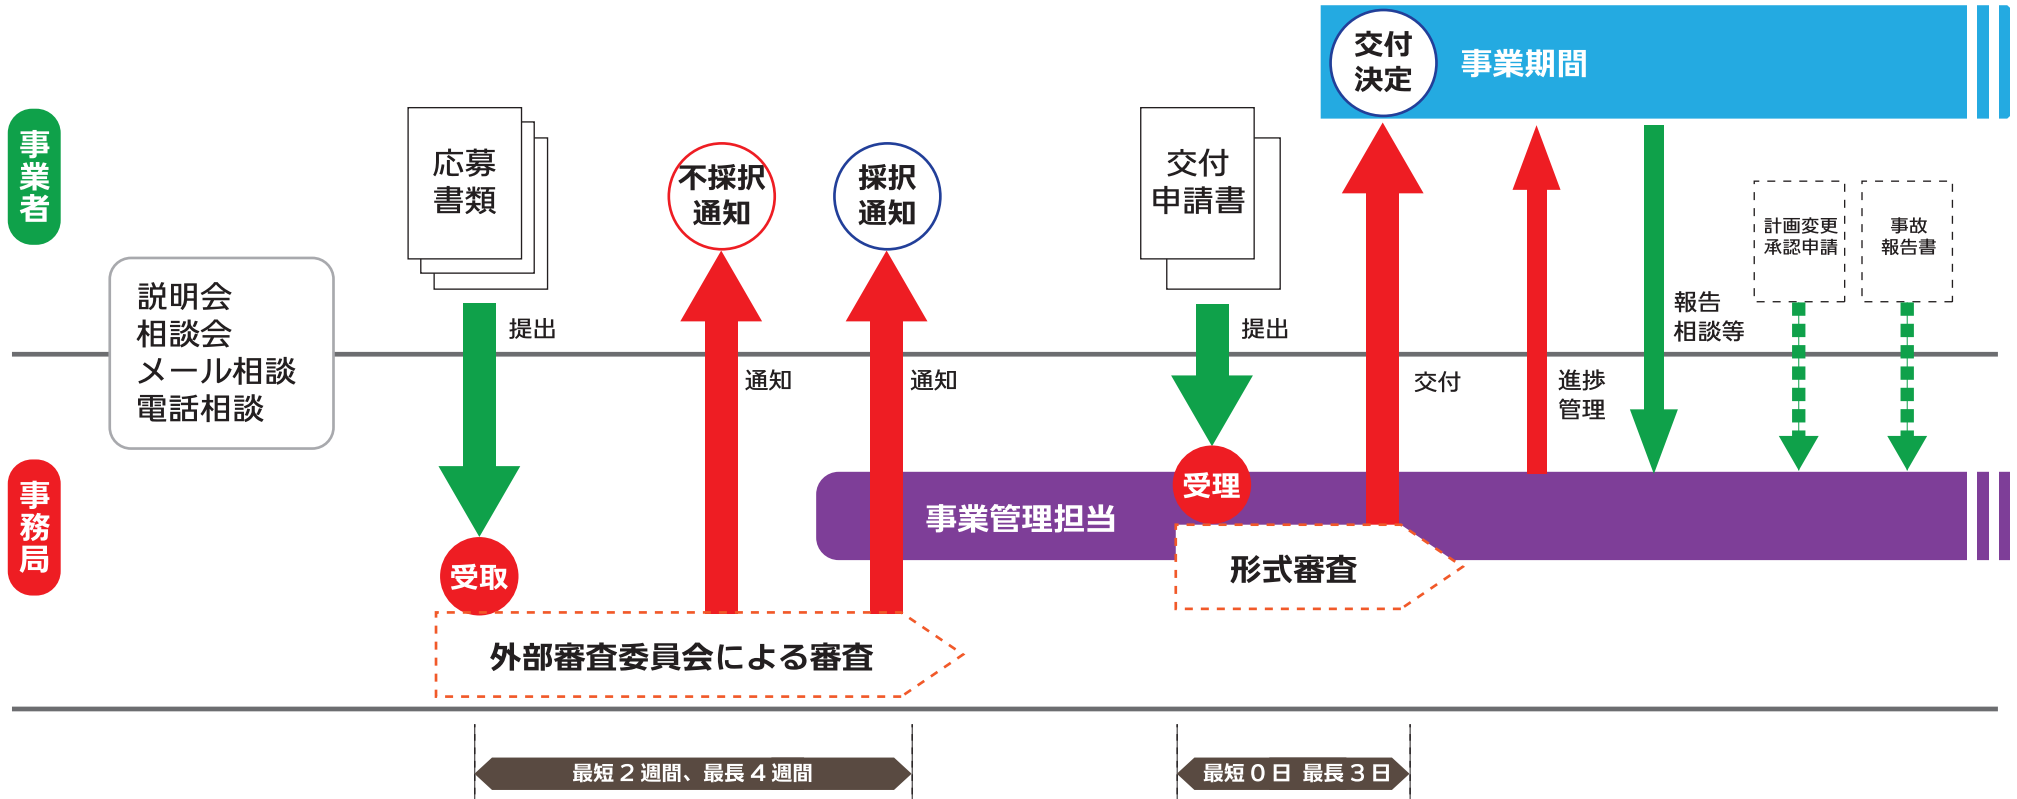 交付
決定
事業期間
事業者
応募
書類
不採択
通知
採択
通知
交付
申請書
計画変更
承認申請
事故
報告書
説明会
相談会
メール相談
電話相談
提出
通知
通知
提出
交付
進捗
管理
報告
相談等
事務局
受取
事業管理担当
受理
形式審査
外部審査委員会による審査
最短2週間、最長4週間
最短0日 最長3日